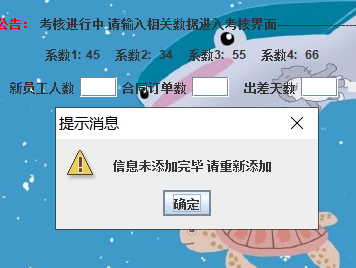 公告： 考核进行中请输入相关数据进入考核界面--------------------
系数1: 45 系数2: 34 系数3: 55 系数4: 66
新员工人数 合同订单数 出差天数
提示消息
信息未添加完毕 请重新添加
确定